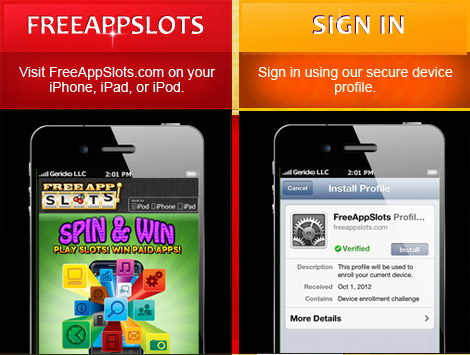 FREEAPPSLOTS
Visit FreeAppSlots.com on your
iPhone, iPad, or iPod.
Gericko LLC 2:01 PM
FREE APP
SLOTS
Made for
iPod iPhone iPad
SPIN & WIN
PLAY SLOTS! WIN PAID APPS!
SIGN IN
Sign in using our secure device
profile.
Gericko LLC 2:01 PM
Cancel Install Profile
FreeAppSlots Profil...
freeappslots.com
Verified Install
Description This profile will be used to
enroll your current device.
Received Oct 1, 2012
Contains Device enrollment challenge
More Details